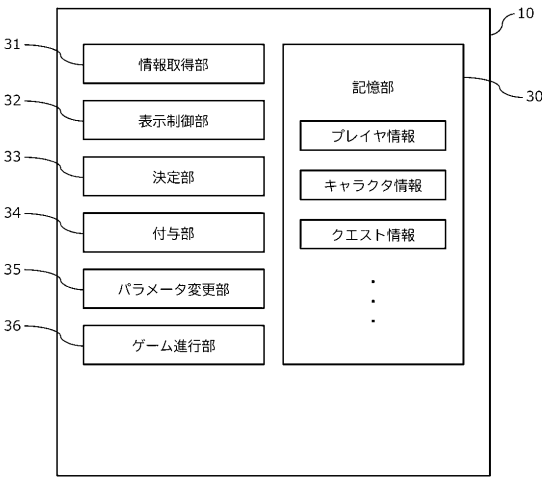 10
31
情報取得部
32
表示制御部
33
決定部
34
付与部
35
パラメータ変更部
36
ゲーム進行部
30
記憶部
プレイヤ情報
キャラクタ情報
クエスト情報